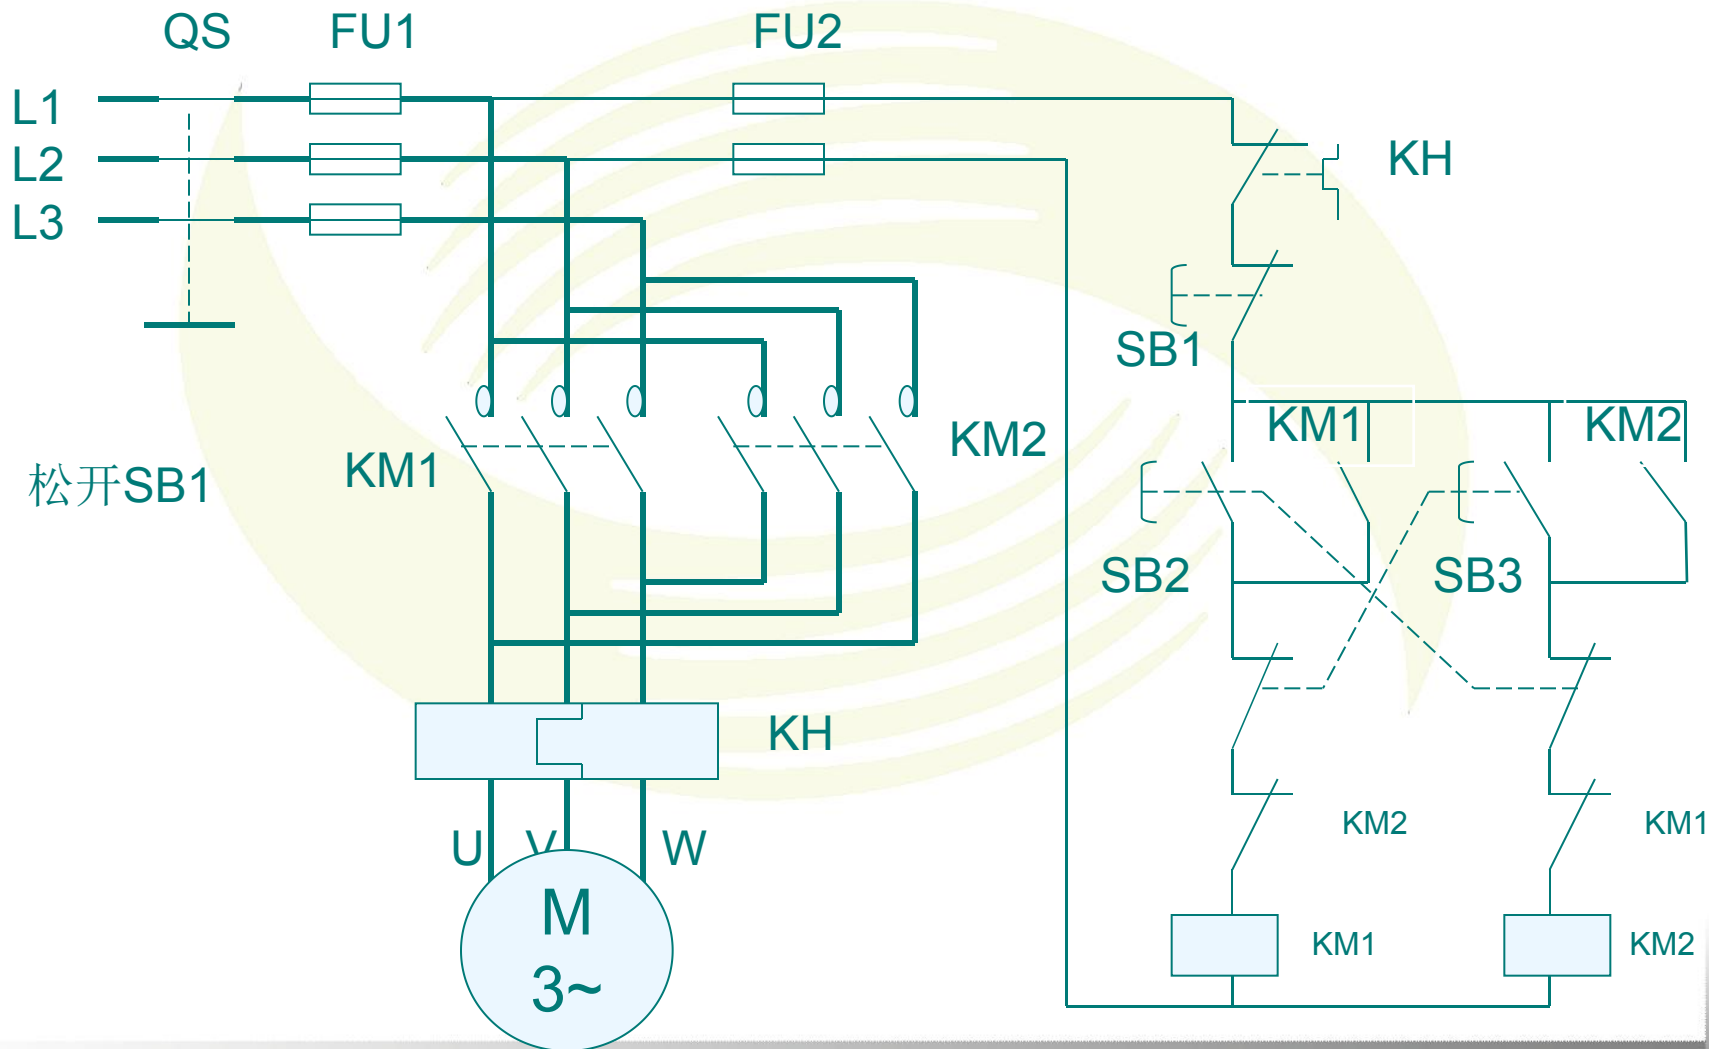 QS FU1 FU2
L1
L2
L3
KH
SB1
KM1 KM2
KM1
KM2
松开SB1
SB2 SB3
KH
U V W
KM2 KM1
M
3~
KM1 KM2